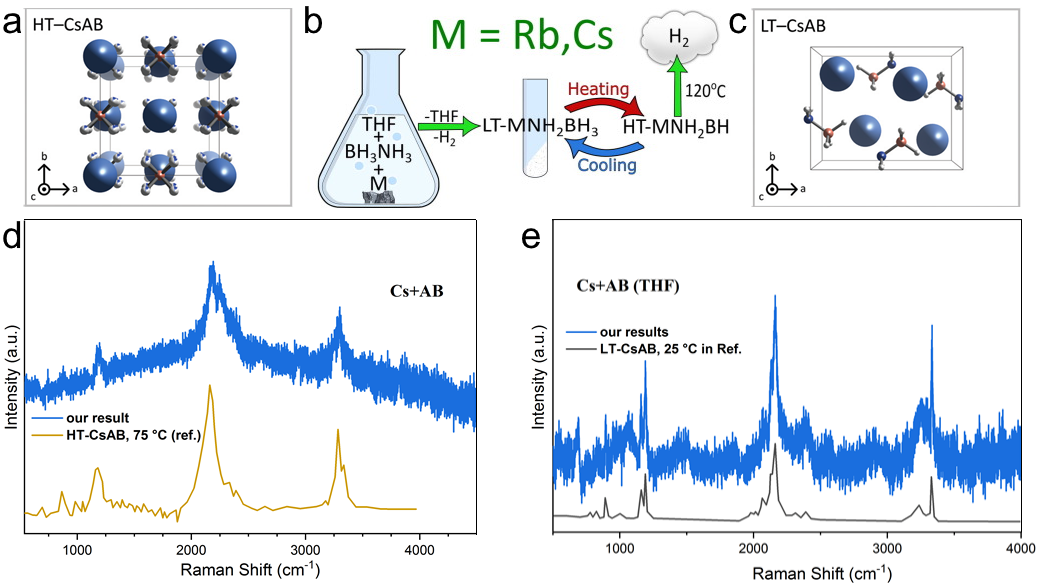 a HT–CsAB
b
a
c
b
M = Rb,Cs
THF
+
BH₃NH₃
+
M
-THF
-H₂
LT-MNH₂BH₃
Heating
Cooling
HT-MNH₂BH
H₂
120°C
c LT–CsAB
b
a
c
d
Cs+AB
our result
HT-CsAB, 75 °C (ref.)
Intensity (a.u.)
1000 2000 3000 4000
Raman Shift (cm⁻¹)
e
Cs+AB (THF)
our results
LT-CsAB, 25 °C in Ref.
Intensity (a.u.)
1000 2000 3000 4000
Raman Shift (cm⁻¹)